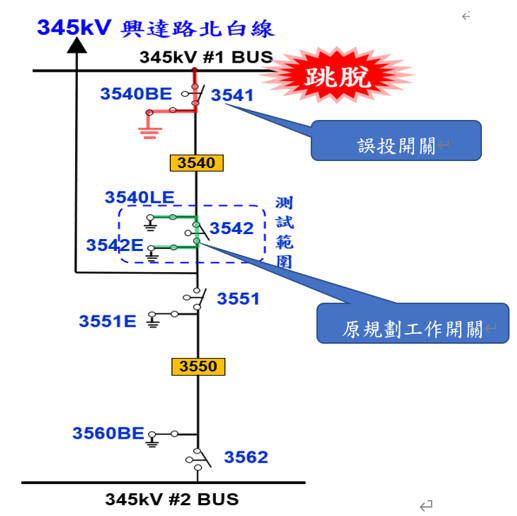 345kV 興達路北白線
345kV #1 BUS
跳脫
3540BE
3541
誤投開關
3540
3540LE
測試範圍
3542
3542E
3551
原規劃工作開關
3551E
3550
3560BE
3562
345kV #2 BUS